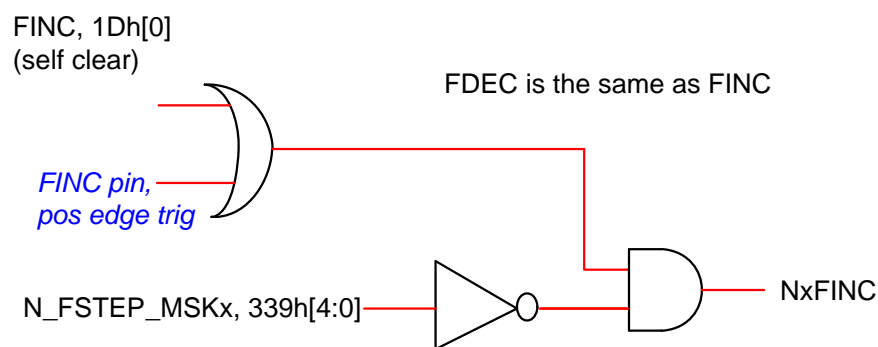 FINC, 1Dh[0]
(self clear)
FDEC is the same as FINC
FINC pin,
pos edge trig
N_FSTEP_MSKx, 339h[4:0]
NxFINC